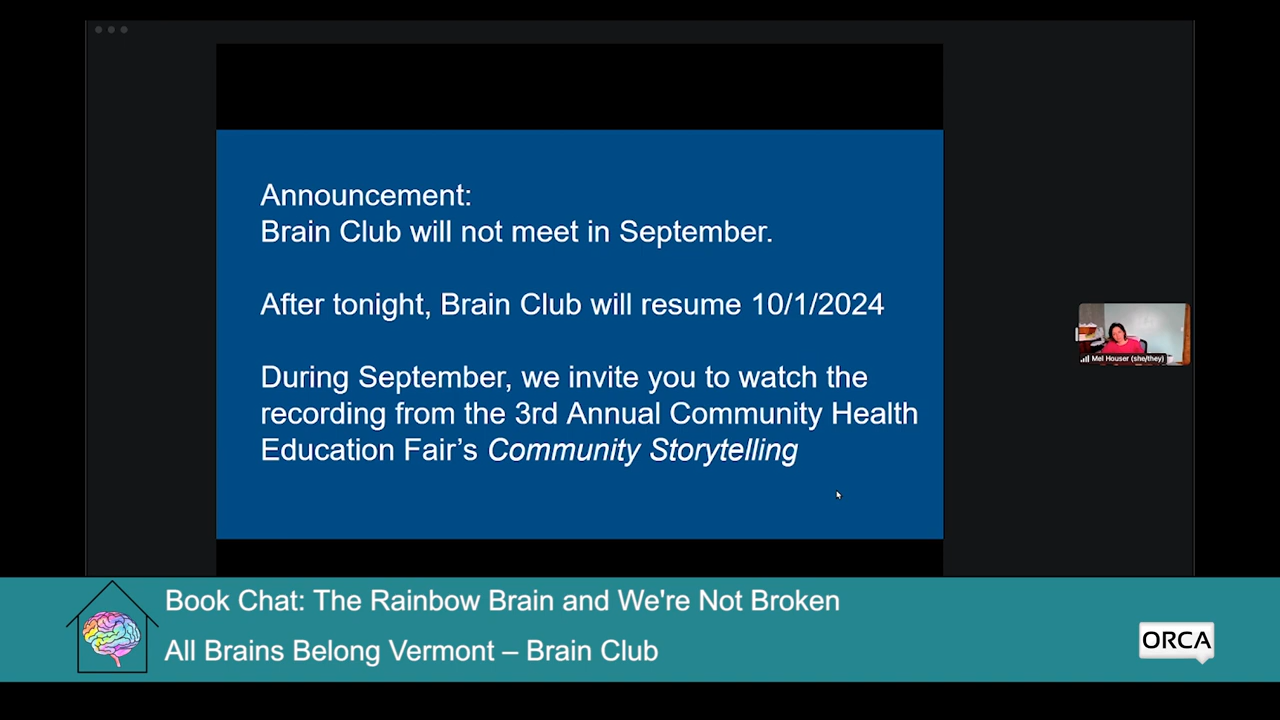 Announcement:
Brain Club will not meet in September.
After tonight, Brain Club will resume 10/1/2024
During September, we invite you to watch the
recording from the 3rd Annual Community Health
Education Fair’s Community Storytelling
Mel Houser (she/they)
Book Chat: The Rainbow Brain and We're Not Broken
All Brains Belong Vermont – Brain Club
ORCA